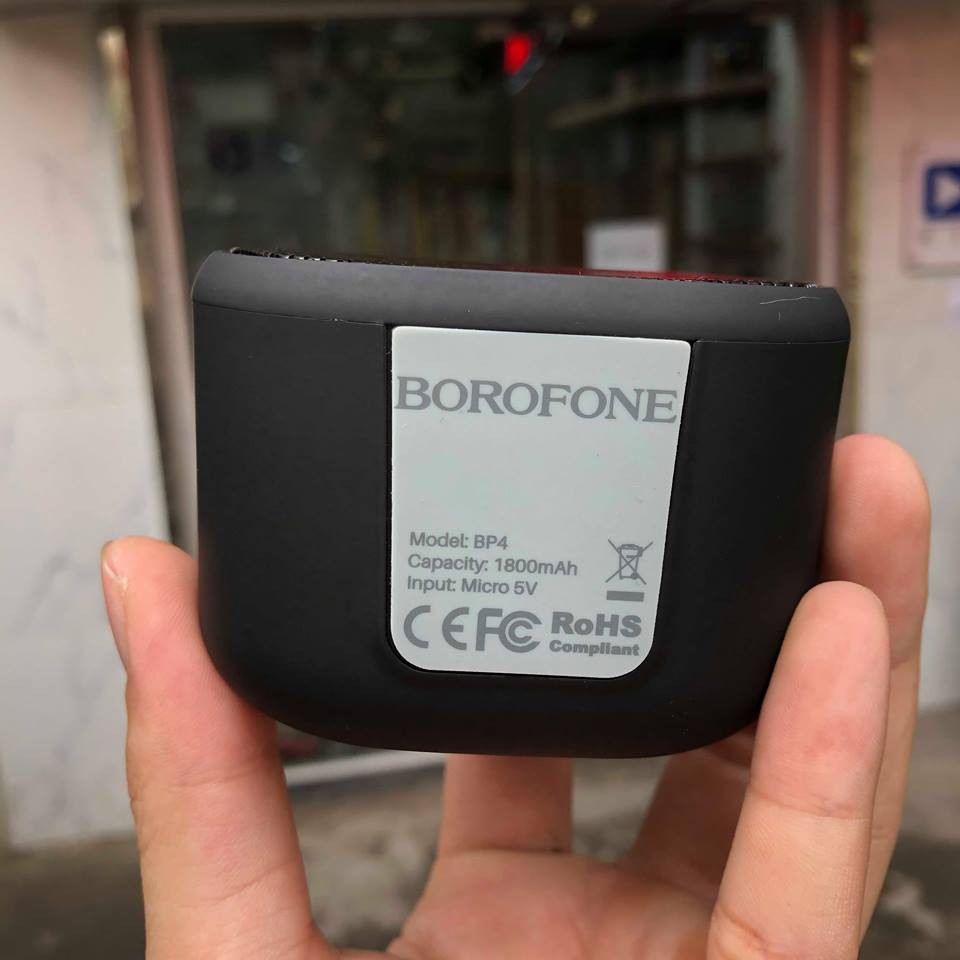 BOROFONE
Model: BP4
Capacity: 1800mAh
Input: Micro 5V
CE FC RoHS
Compliant